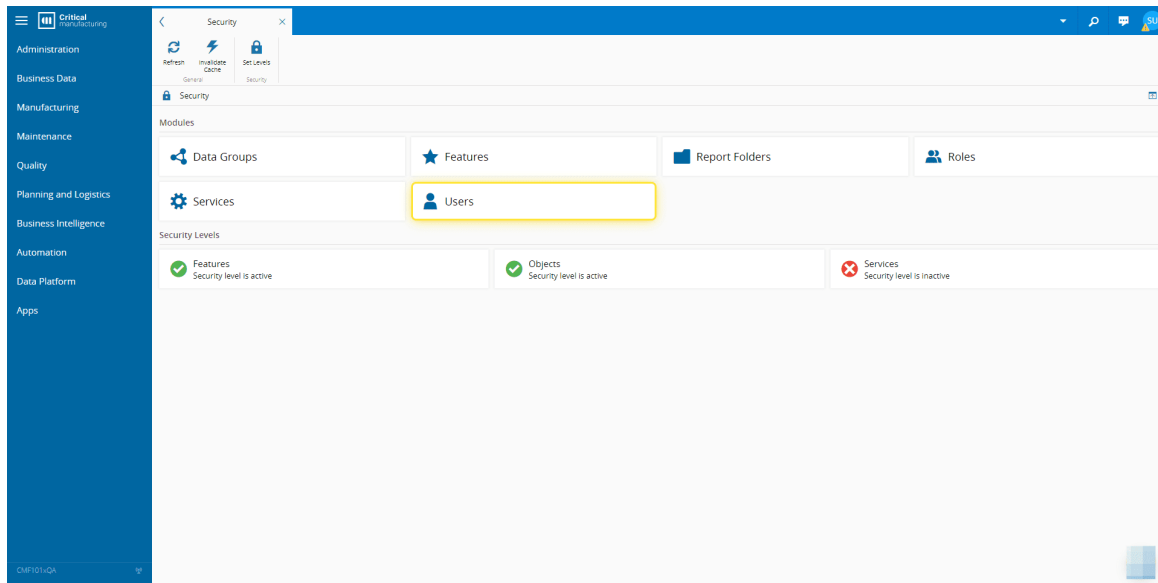 Critical
manufacturing
Security
SU
Administration
Business Data
Manufacturing
Maintenance
Quality
Planning and Logistics
Business Intelligence
Automation
Data Platform
Apps
CMF101xQA
Refresh
Invalidate
Cache
Set Levels
General
Security
Security
Modules
Data Groups
Features
Report Folders
Roles
Services
Users
Security Levels
Features
Security level is active
Objects
Security level is active
Services
Security level is inactive